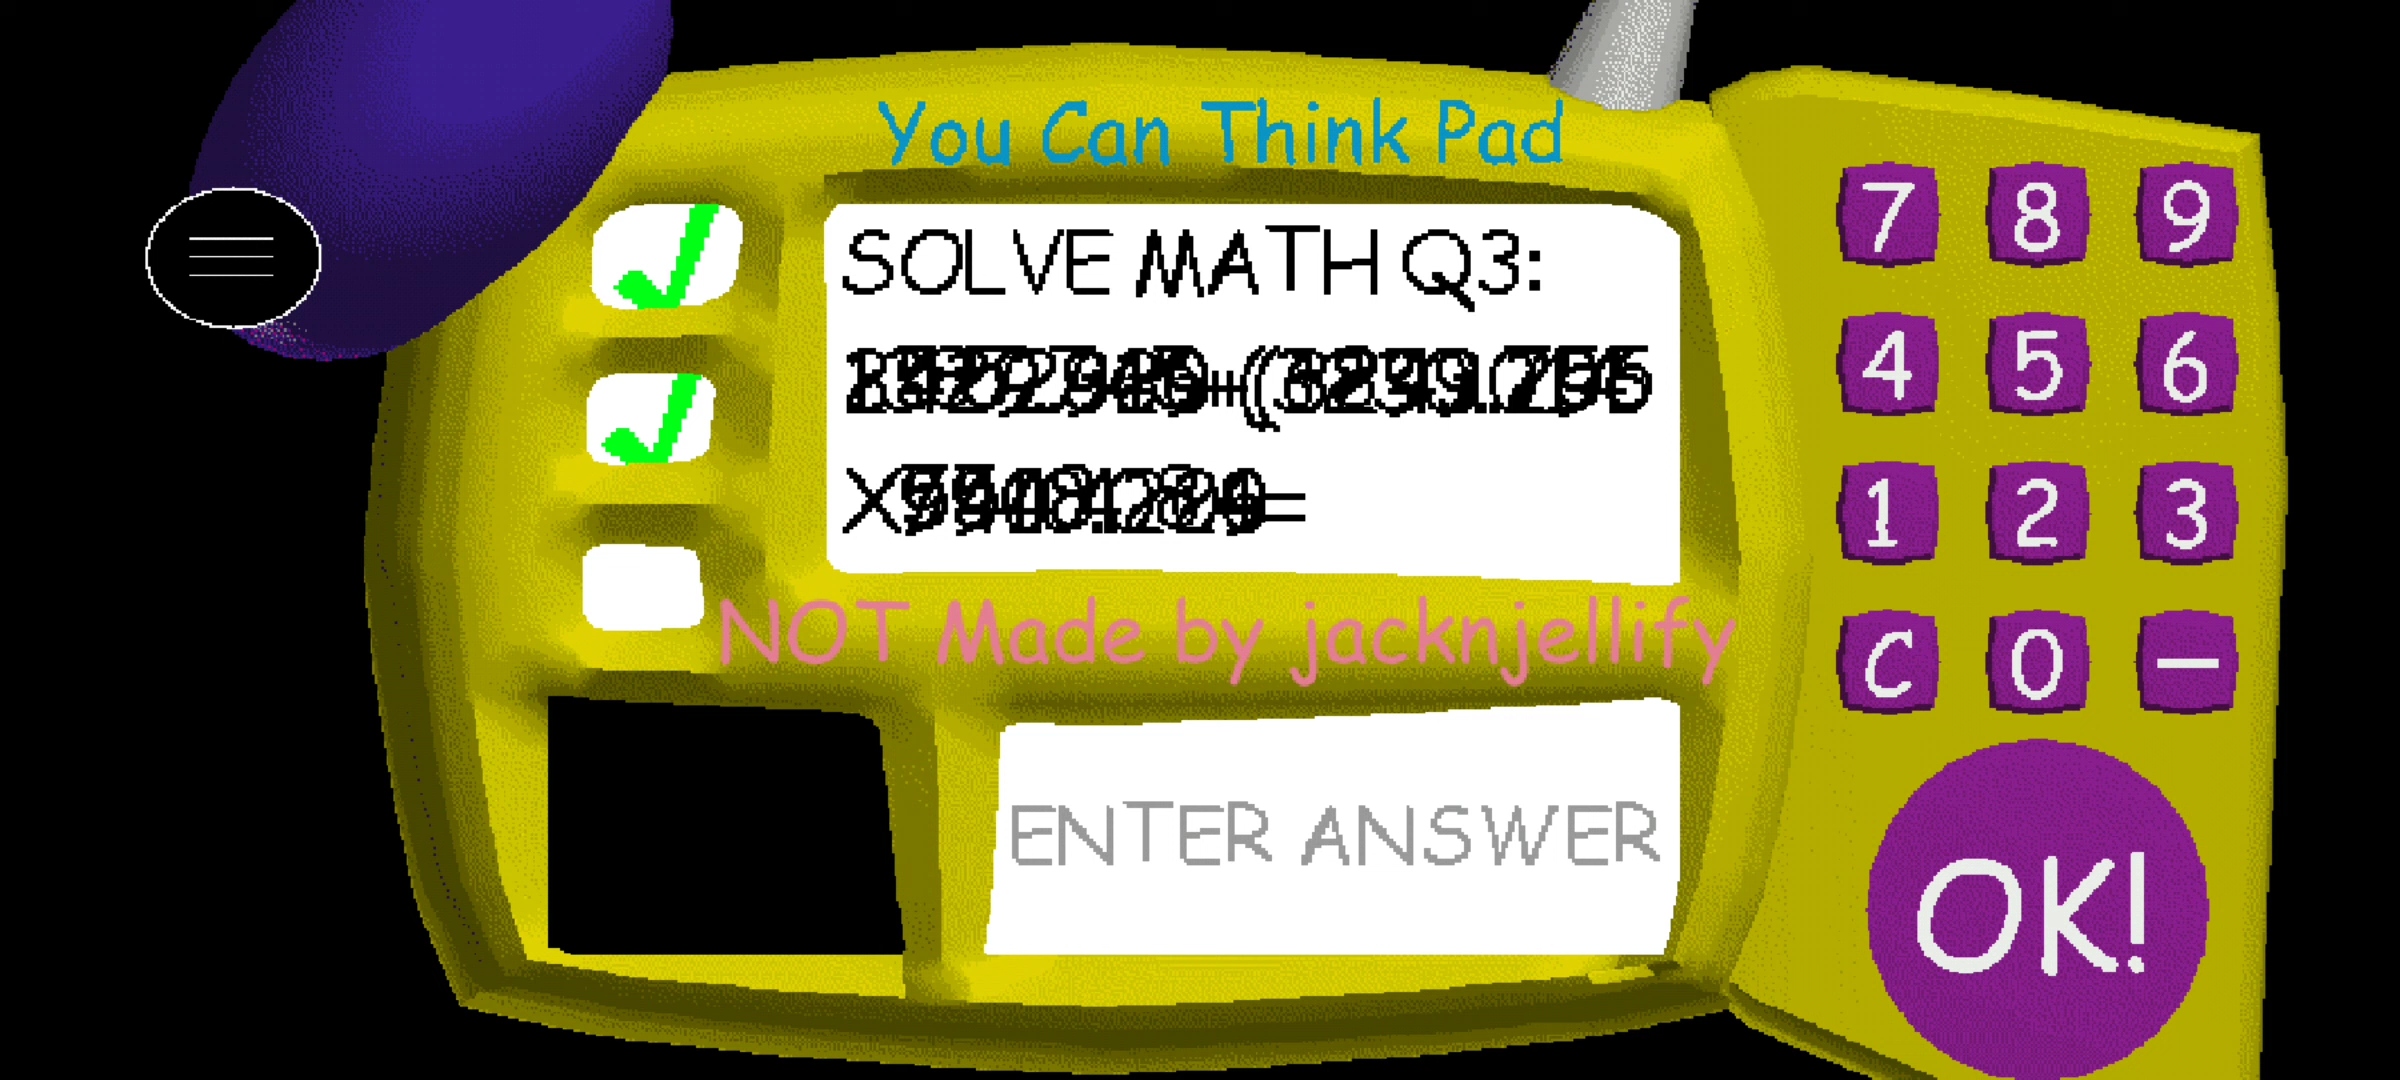 You Can Think Pad
SOLVE MATH Q3:
NOT Made by jacknjellify
ENTER ANSWER
7 8 9
4 5 6
1 2 3
C 0 —
OK!